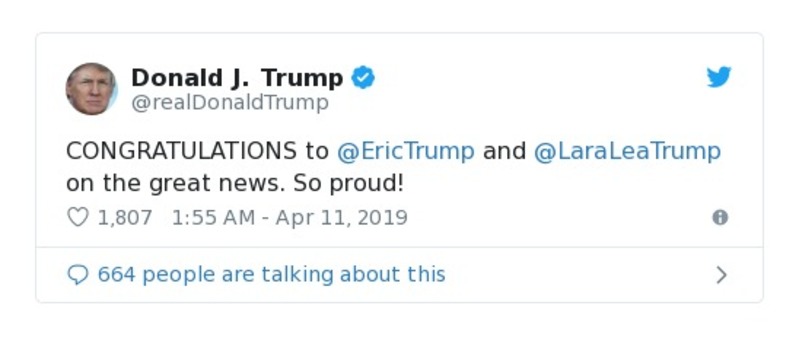 Donald J. Trump
@realDonaldTrump
CONGRATULATIONS to @EricTrump and @LaraLeaTrump
on the great news. So proud!
1,807 1:55 AM - Apr 11, 2019
664 people are talking about this